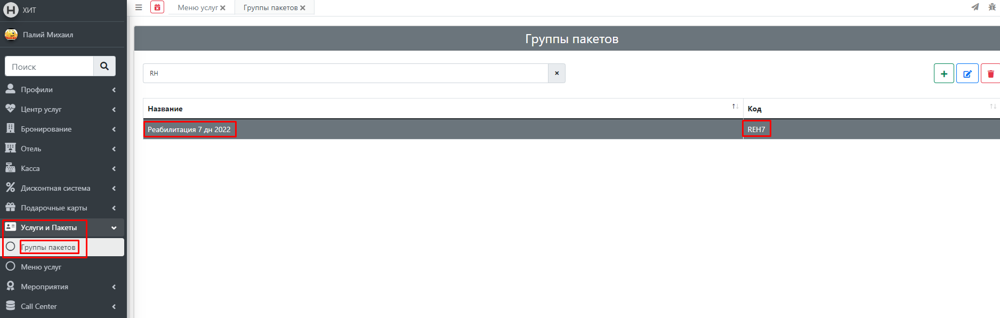 ХИТ
Меню услуг
Группы пакетов
Палий Михаил
Группы пакетов
Поиск
RH
Название
Код
Реабилитация 7 дн 2022
REH7
Профили
Центр услуг
Бронирование
Отель
Касса
Дисконтная система
Подарочные карты
Услуги и Пакеты
Группы пакетов
Меню услуг
Мероприятия
Call Center